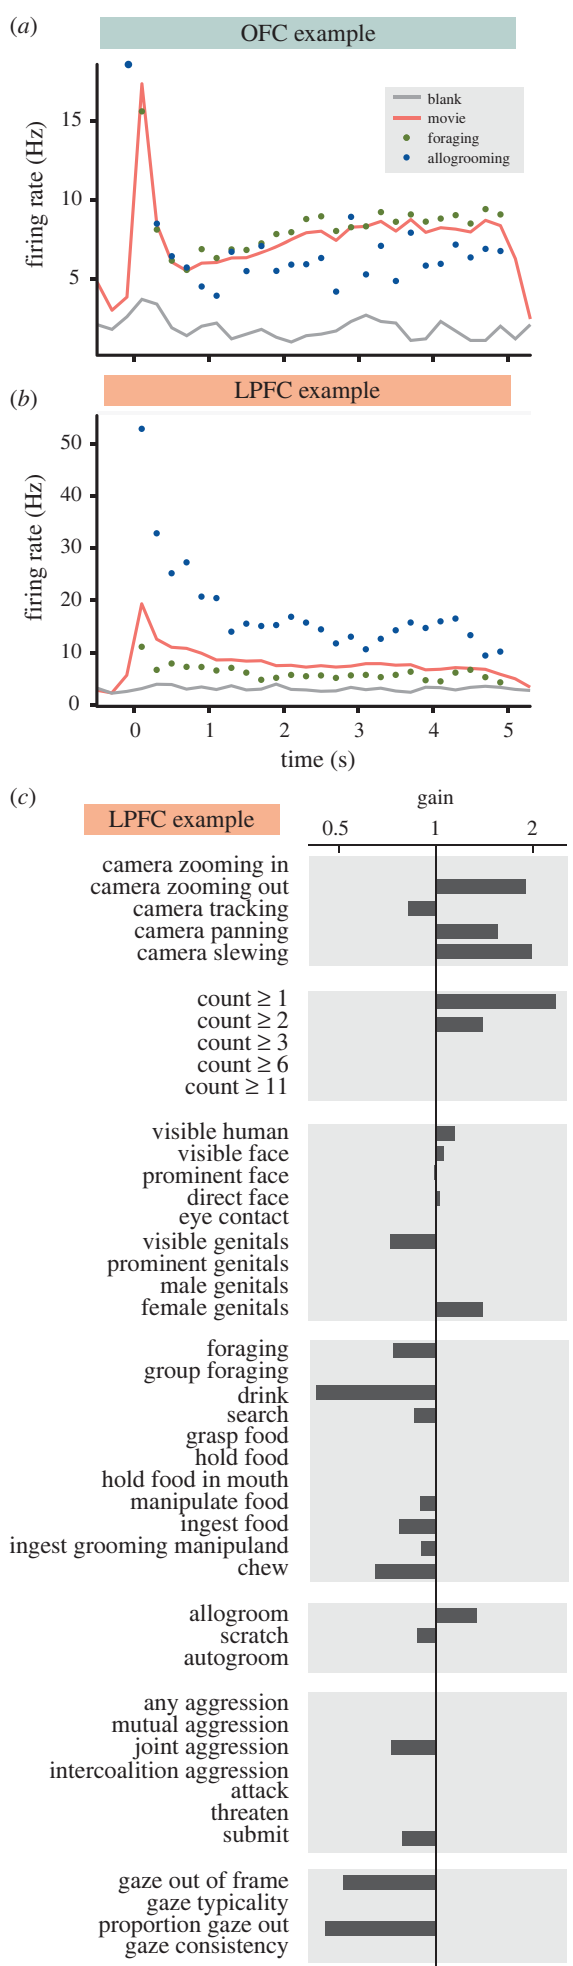 (a)
OFC example
firing rate (Hz)
15
10
5
blank
movie
foraging
allogrooming
(b)
LPFC example
firing rate (Hz)
50
40
30
20
10
0
0 1 2 3 4 5
time (s)
(c)
LPFC example
gain
0.5 1 2
camera zooming in
camera zooming out
camera tracking
camera panning
camera slewing
count ≥ 1
count ≥ 2
count ≥ 3
count ≥ 6
count ≥ 11
visible human
visible face
prominent face
direct face
eye contact
visible genitals
prominent genitals
male genitals
female genitals
foraging
group foraging
drink
search
grasp food
hold food
hold food in mouth
manipulate food
ingest food
ingest grooming manipuland
chew
allogroom
scratch
autogroom
any aggression
mutual aggression
joint aggression
intercoalition aggression
attack
threaten
submit
gaze out of frame
gaze typicality
proportion gaze out
gaze consistency